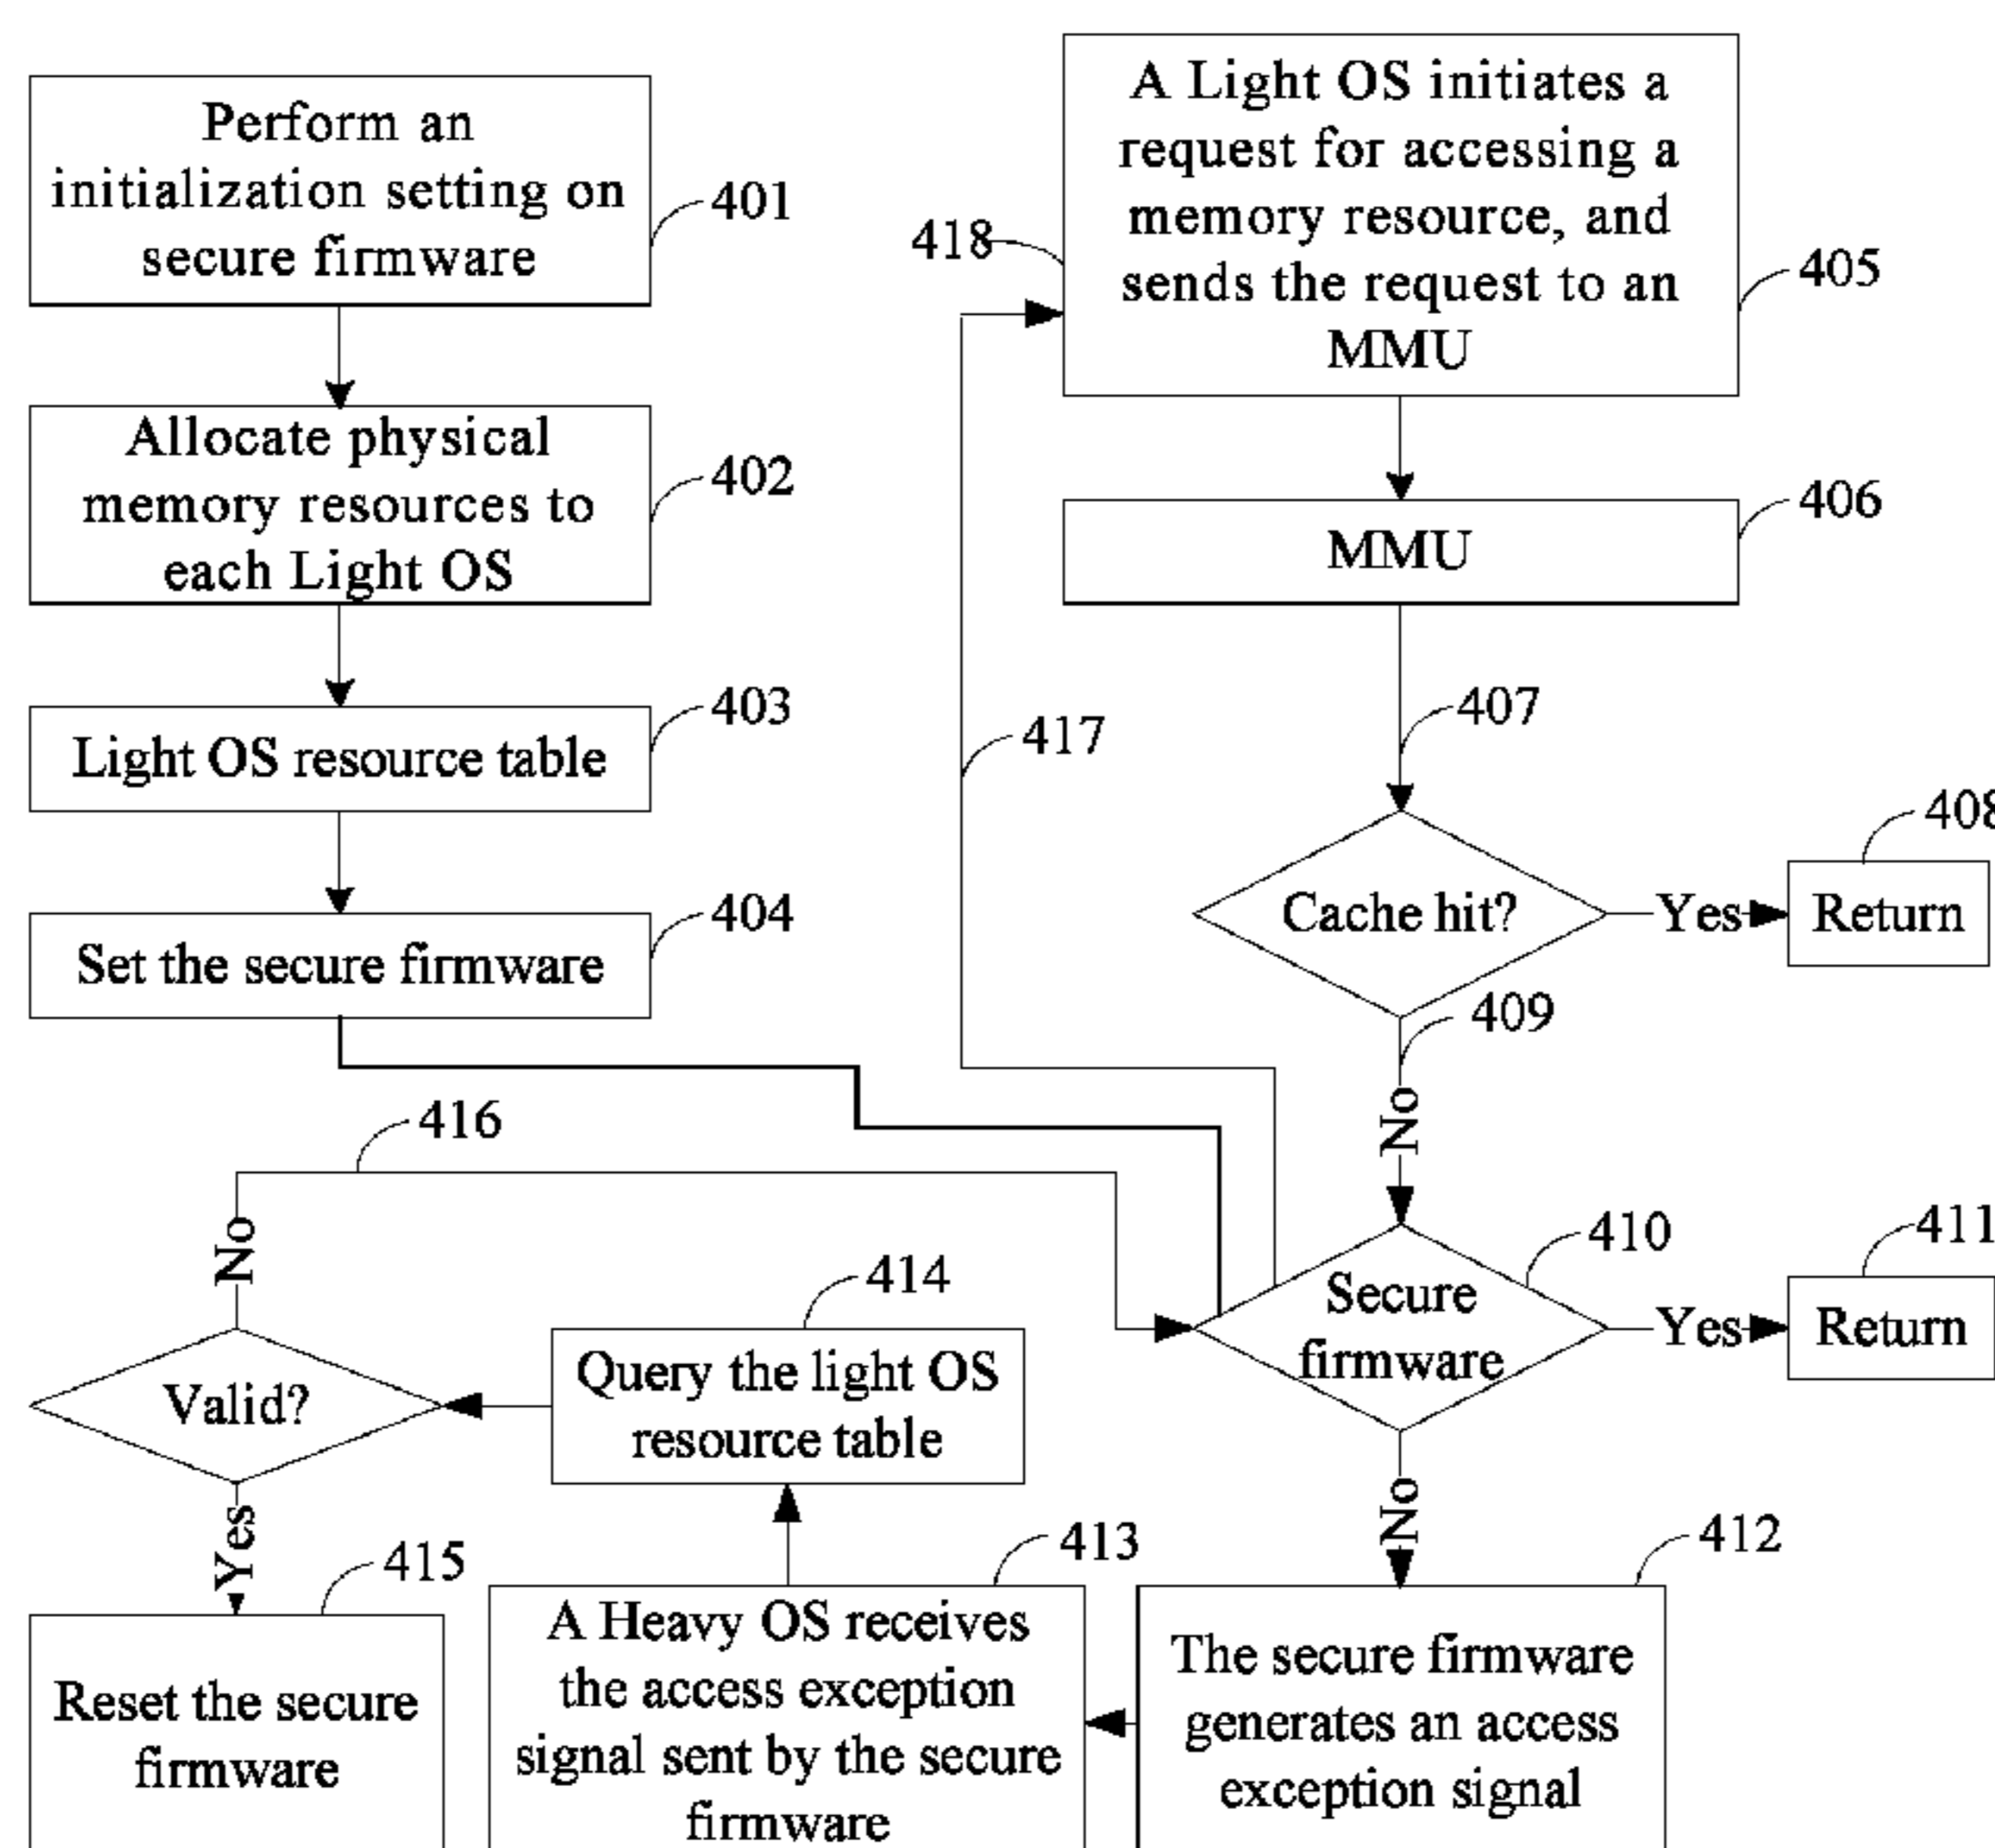 Perform an
initialization setting on
secure firmware
401
Allocate physical
memory resources to
each Light OS
402
Light OS resource table
403
Set the secure firmware
404
A Light OS initiates a
request for accessing a
memory resource, and
sends the request to an
MMU
405
418
MMU
406
407
417
Cache hit?
Yes
Return
408
409
No
416
Secure
firmware
410
Yes
Return
411
No
The secure firmware
generates an access
exception signal
412
A Heavy OS receives
the access exception
signal sent by the secure
firmware
413
Query the light OS
resource table
414
Valid?
No
Yes
Reset the secure
firmware
415